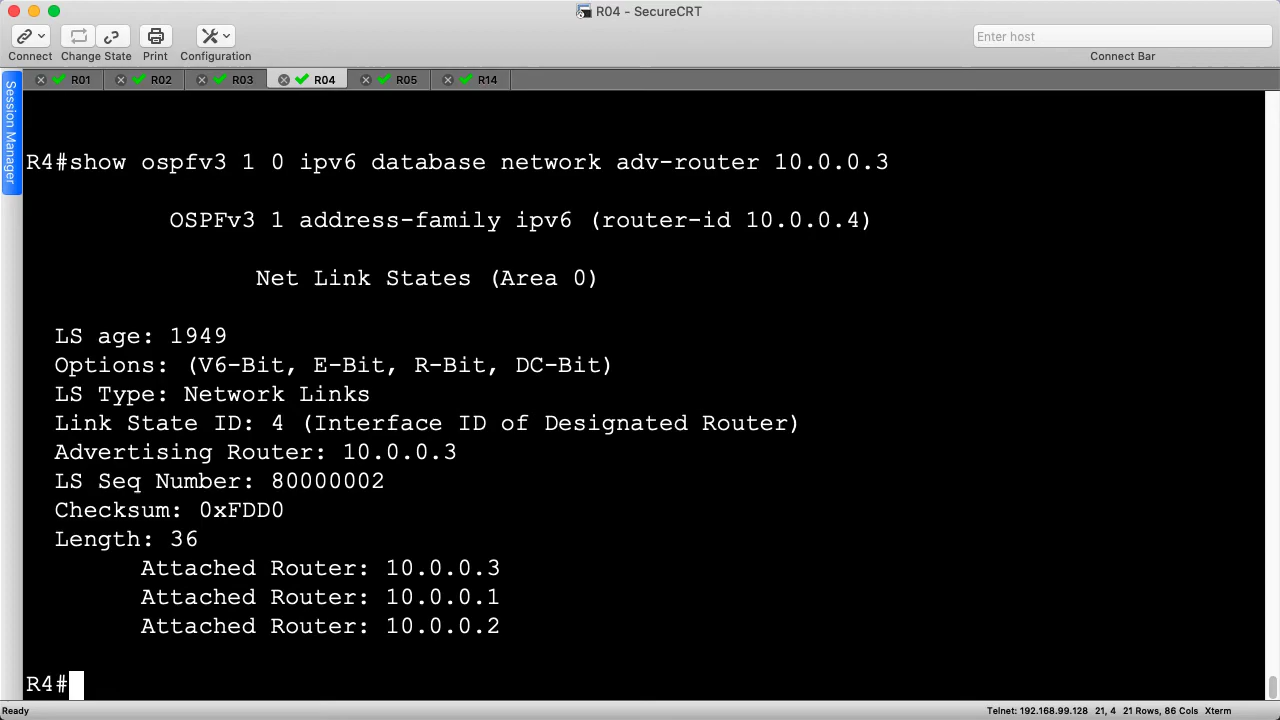 R04 - SecureCRT
Enter host
Connect Change State Print Configuration Connect Bar
R01 R02 R03 R04 R05 R14
Session Manager
R4#show ospfv3 1 0 ipv6 database network adv-router 10.0.0.3
OSPFv3 1 address-family ipv6 (router-id 10.0.0.4)
Net Link States (Area 0)
LS age: 1949
Options: (V6-Bit, E-Bit, R-Bit, DC-Bit)
LS Type: Network Links
Link State ID: 4 (Interface ID of Designated Router)
Advertising Router: 10.0.0.3
LS Seq Number: 80000002
Checksum: 0xFDD0
Length: 36
Attached Router: 10.0.0.3
Attached Router: 10.0.0.1
Attached Router: 10.0.0.2
R4#
Ready Telnet: 192.168.99.128 21, 4 21 Rows, 86 Cols Xterm